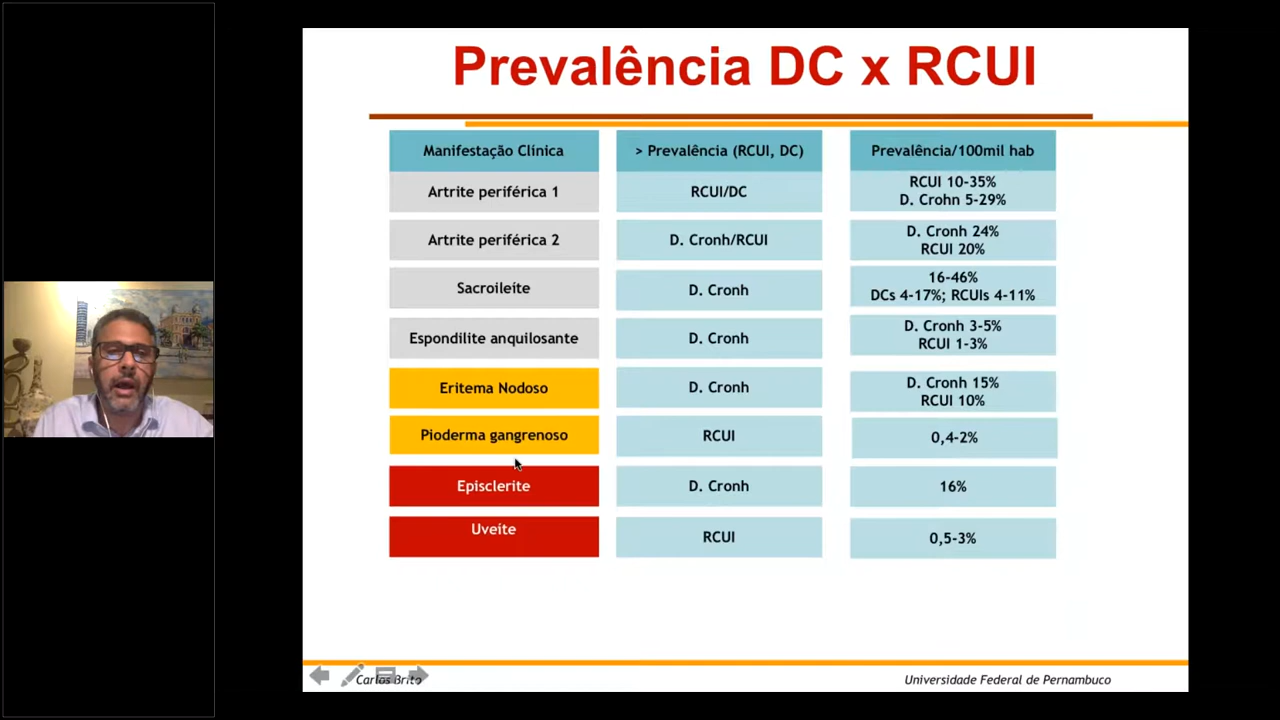 Prevalência DC x RCUI
Manifestação Clínica
> Prevalência (RCUI, DC)
Prevalência/100mil hab
Artrite periférica 1
RCUI/DC
RCUI 10-35%
D. Crohn 5-29%
Artrite periférica 2
D. Cronh/RCUI
D. Cronh 24%
RCUI 20%
Sacroileite
D. Cronh
16-46%
DCs 4-17%; RCUIs 4-11%
Espondilite anquilosante
D. Cronh
D. Cronh 3-5%
RCUI 1-3%
Eritema Nodoso
D. Cronh
D. Cronh 15%
RCUI 10%
Pioderma gangrenoso
RCUI
0,4-2%
Episclerite
D. Cronh
16%
Uveíte
RCUI
0,5-3%
Carlos Brito
Universidade Federal de Pernambuco